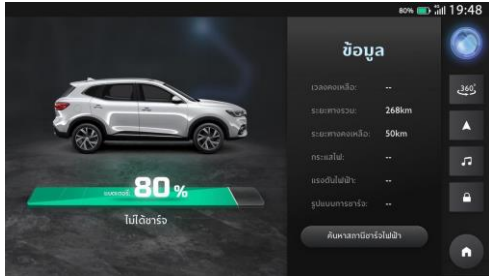 80% 19:48
ข้อมูล
เวลาคงเหลือ: --
ระยะทางรวม: 268km
ระยะทางคงเหลือ: 50km
กระแสไฟ: --
แรงดันไฟฟ้า: --
รูปแบบการชาร์จ: --
ค้นหาสถานีชาร์จไฟฟ้า
80 %
ไม่ได้ชาร์จ
360°